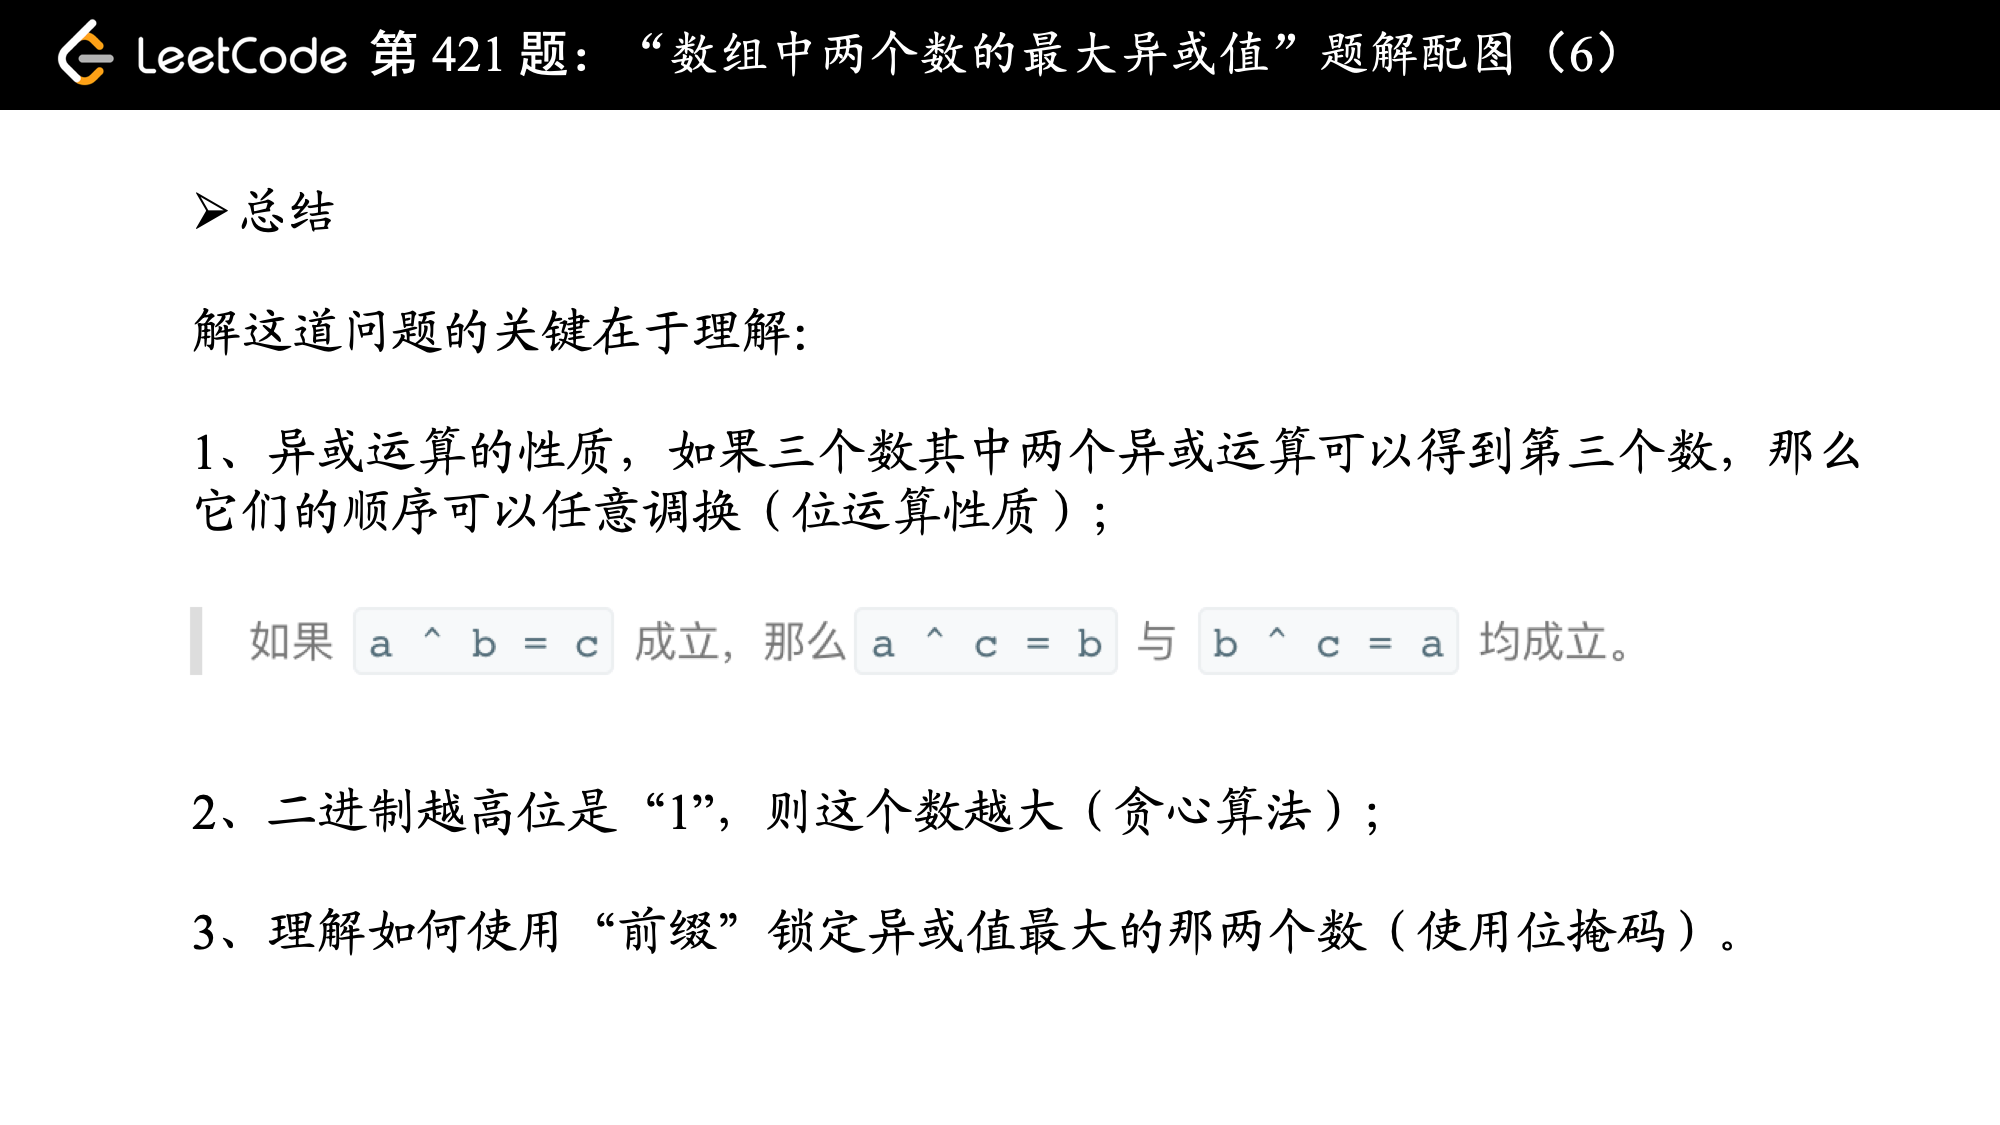 LeetCode 第 421 题：“数组中两个数的最大异或值”题解配图（6）
➢总结
解这道问题的关键在于理解：
1、异或运算的性质，如果三个数其中两个异或运算可以得到第三个数，那么
它们的顺序可以任意调换（位运算性质）；
如果 a ^ b = c 成立，那么 a ^ c = b 与 b ^ c = a 均成立。
2、二进制越高位是“1”，则这个数越大（贪心算法）；
3、理解如何使用“前缀”锁定异或值最大的那两个数（使用位掩码）。